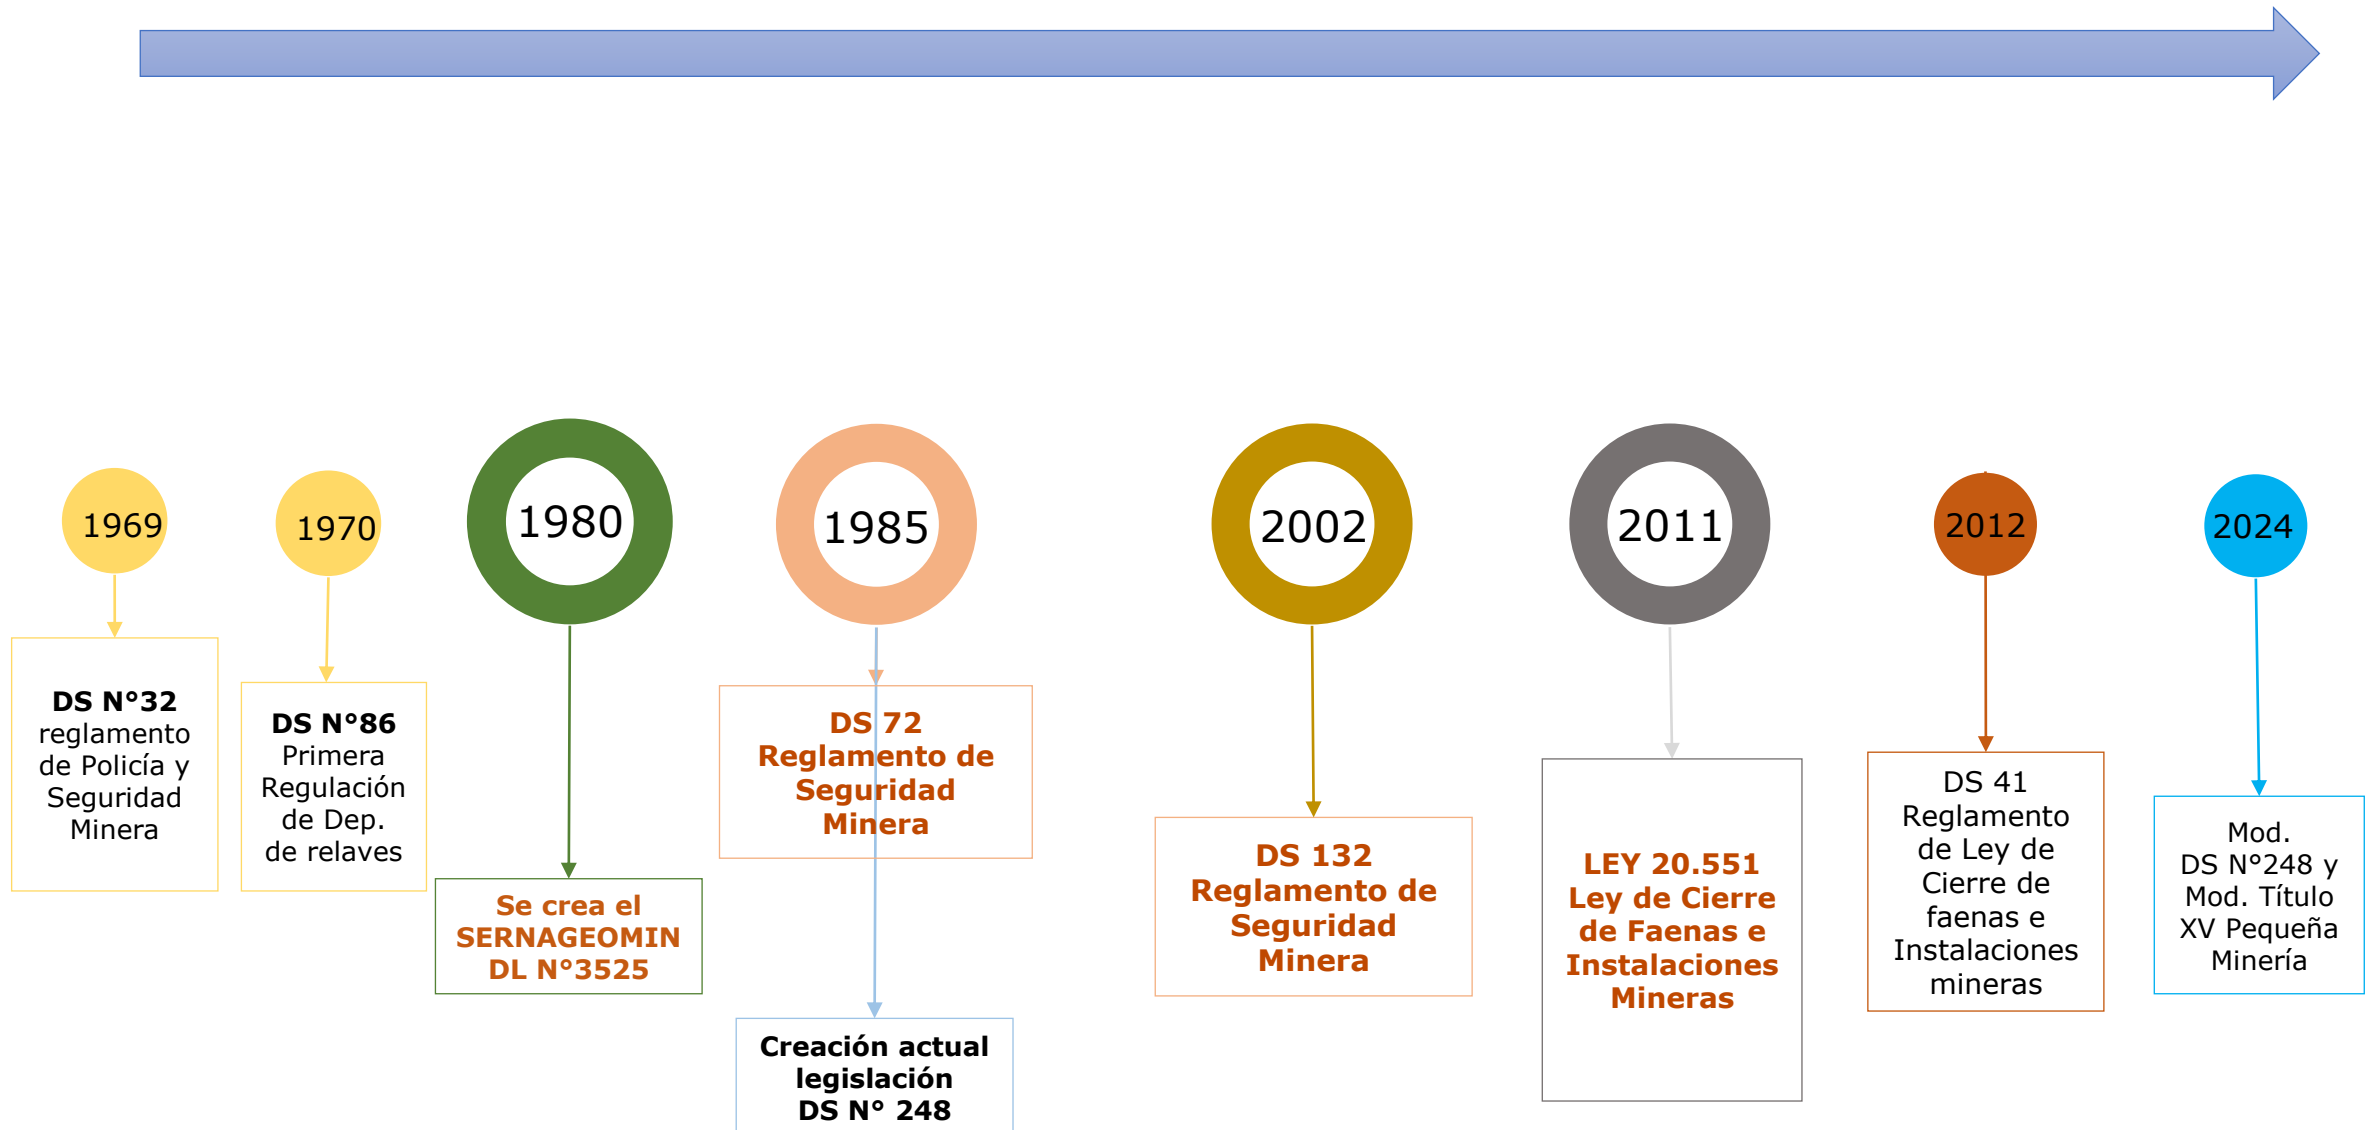 1969
1970
1980
1985
2002
2011
2012
2024
DS N°32
reglamento
de Policía y
Seguridad
Minera
DS N°86
Primera
Regulación
de Dep.
de relaves
Se crea el
SERNAGEOMIN
DL N°3525
DS 72
Reglamento de
Seguridad
Minera
Creación actual
legislación
DS N° 248
DS 132
Reglamento de
Seguridad
Minera
LEY 20.551
Ley de Cierre
de Faenas e
Instalaciones
Mineras
DS 41
Reglamento
de Ley de
Cierre de
faenas e
Instalaciones
mineras
Mod.
DS N°248 y
Mod. Título
XV Pequeña
Minería